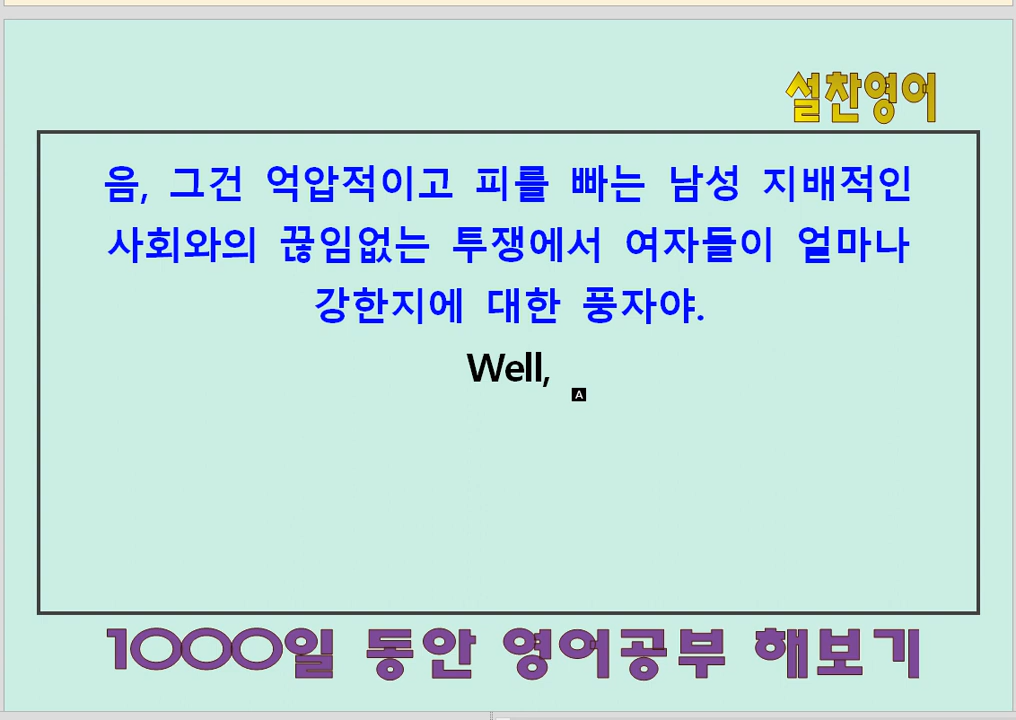 설찬영어
음, 그건 억압적이고 피를 빠는 남성 지배적인
사회와의 끊임없는 투쟁에서 여자들이 얼마나
강한지에 대한 풍자야.
Well,
A
1000일 동안 영어공부 해보기